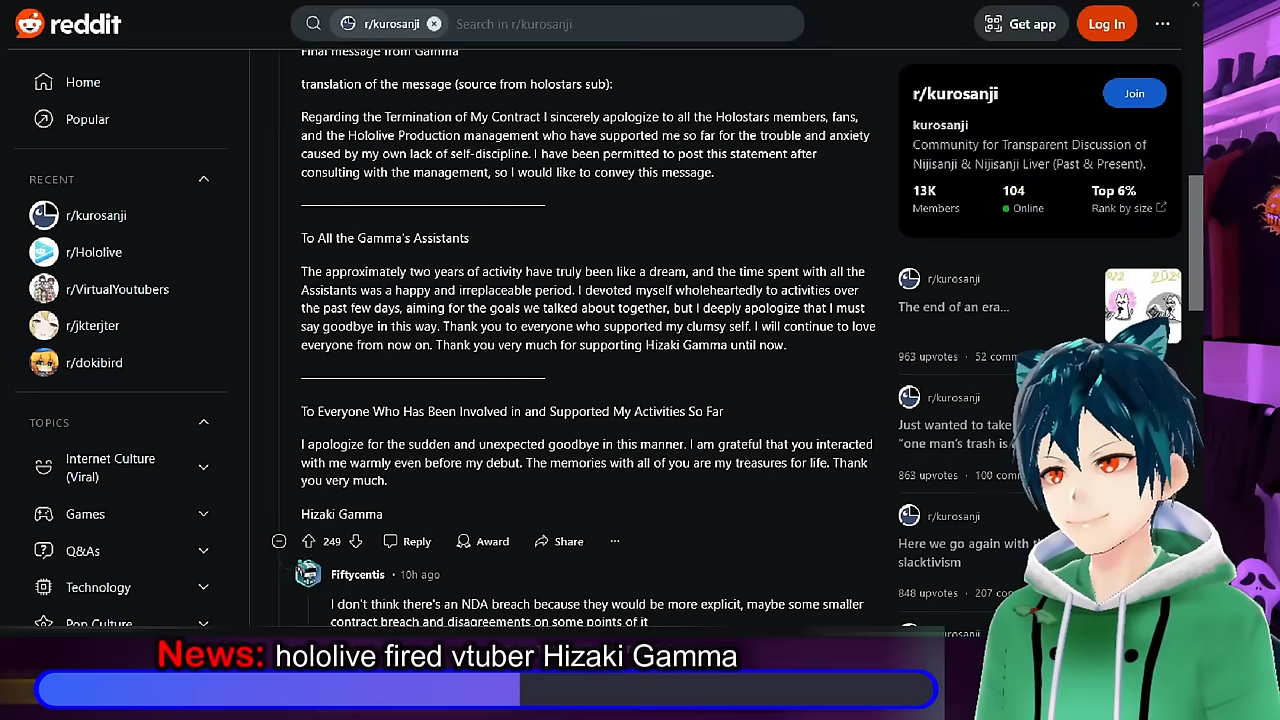 reddit
r/kurosanji
Search in r/kurosanji
Get app
Log In
Home
Popular
RECENT
r/kurosanji
r/Hololive
r/VirtualYoutubers
r/jkterjter
r/dokibird
TOPICS
Internet Culture
(Viral)
Games
Q&As
Technology
Pop Culture
Final message from Gamma
translation of the message (source from holostars sub):
Regarding the Termination of My Contract I sincerely apologize to all the Holostars members, fans,
and the Hololive Production management who have supported me so far for the trouble and anxiety
caused by my own lack of self-discipline. I have been permitted to post this statement after
consulting with the management, so I would like to convey this message.
To All the Gamma's Assistants
The approximately two years of activity have truly been like a dream, and the time spent with all the
Assistants was a happy and irreplaceable period. I devoted myself wholeheartedly to activities over
the past few days, aiming for the goals we talked about together, but I deeply apologize that I must
say goodbye in this way. Thank you to everyone who supported my clumsy self. I will continue to love
everyone from now on. Thank you very much for supporting Hizaki Gamma until now.
To Everyone Who Has Been Involved in and Supported My Activities So Far
I apologize for the sudden and unexpected goodbye in this manner. I am grateful that you interacted
with me warmly even before my debut. The memories with all of you are my treasures for life. Thank
you very much.
Hizaki Gamma
249
Reply
Award
Share
Fiftycentis • 10h ago
I don't think there's an NDA breach because they would be more explicit, maybe some smaller
contract breach and disagreements on some points of it
r/kurosanji
Join
kurosanji
Community for Transparent Discussion of
Nijisanji & Nijisanji Liver (Past & Present).
13K
104
Top 6%
Members
Online
Rank by size
r/kurosanji
The end of an era...
963 upvotes · 52 comm
r/kurosanji
Just wanted to take
“one man's trash is
863 upvotes · 100 com
r/kurosanji
Here we go again with
slacktivism
848 upvotes · 207 co
r/kurosanji
News: hololive fired vtuber Hizaki Gamma